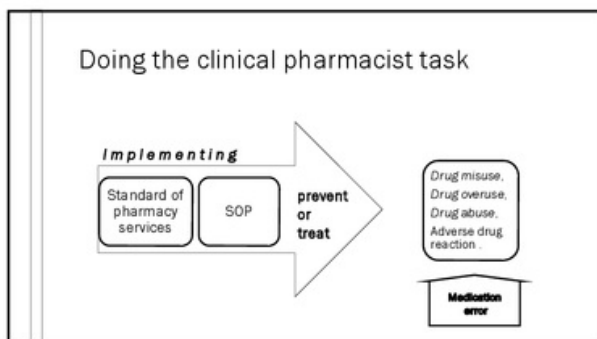 Doing the clinical pharmacist task
Implementing
Standard of
pharmacy
services
SOP
prevent
or
treat
Drug misuse,
Drug overuse,
Drug abuse,
Adverse drug
reaction .
Medication
error